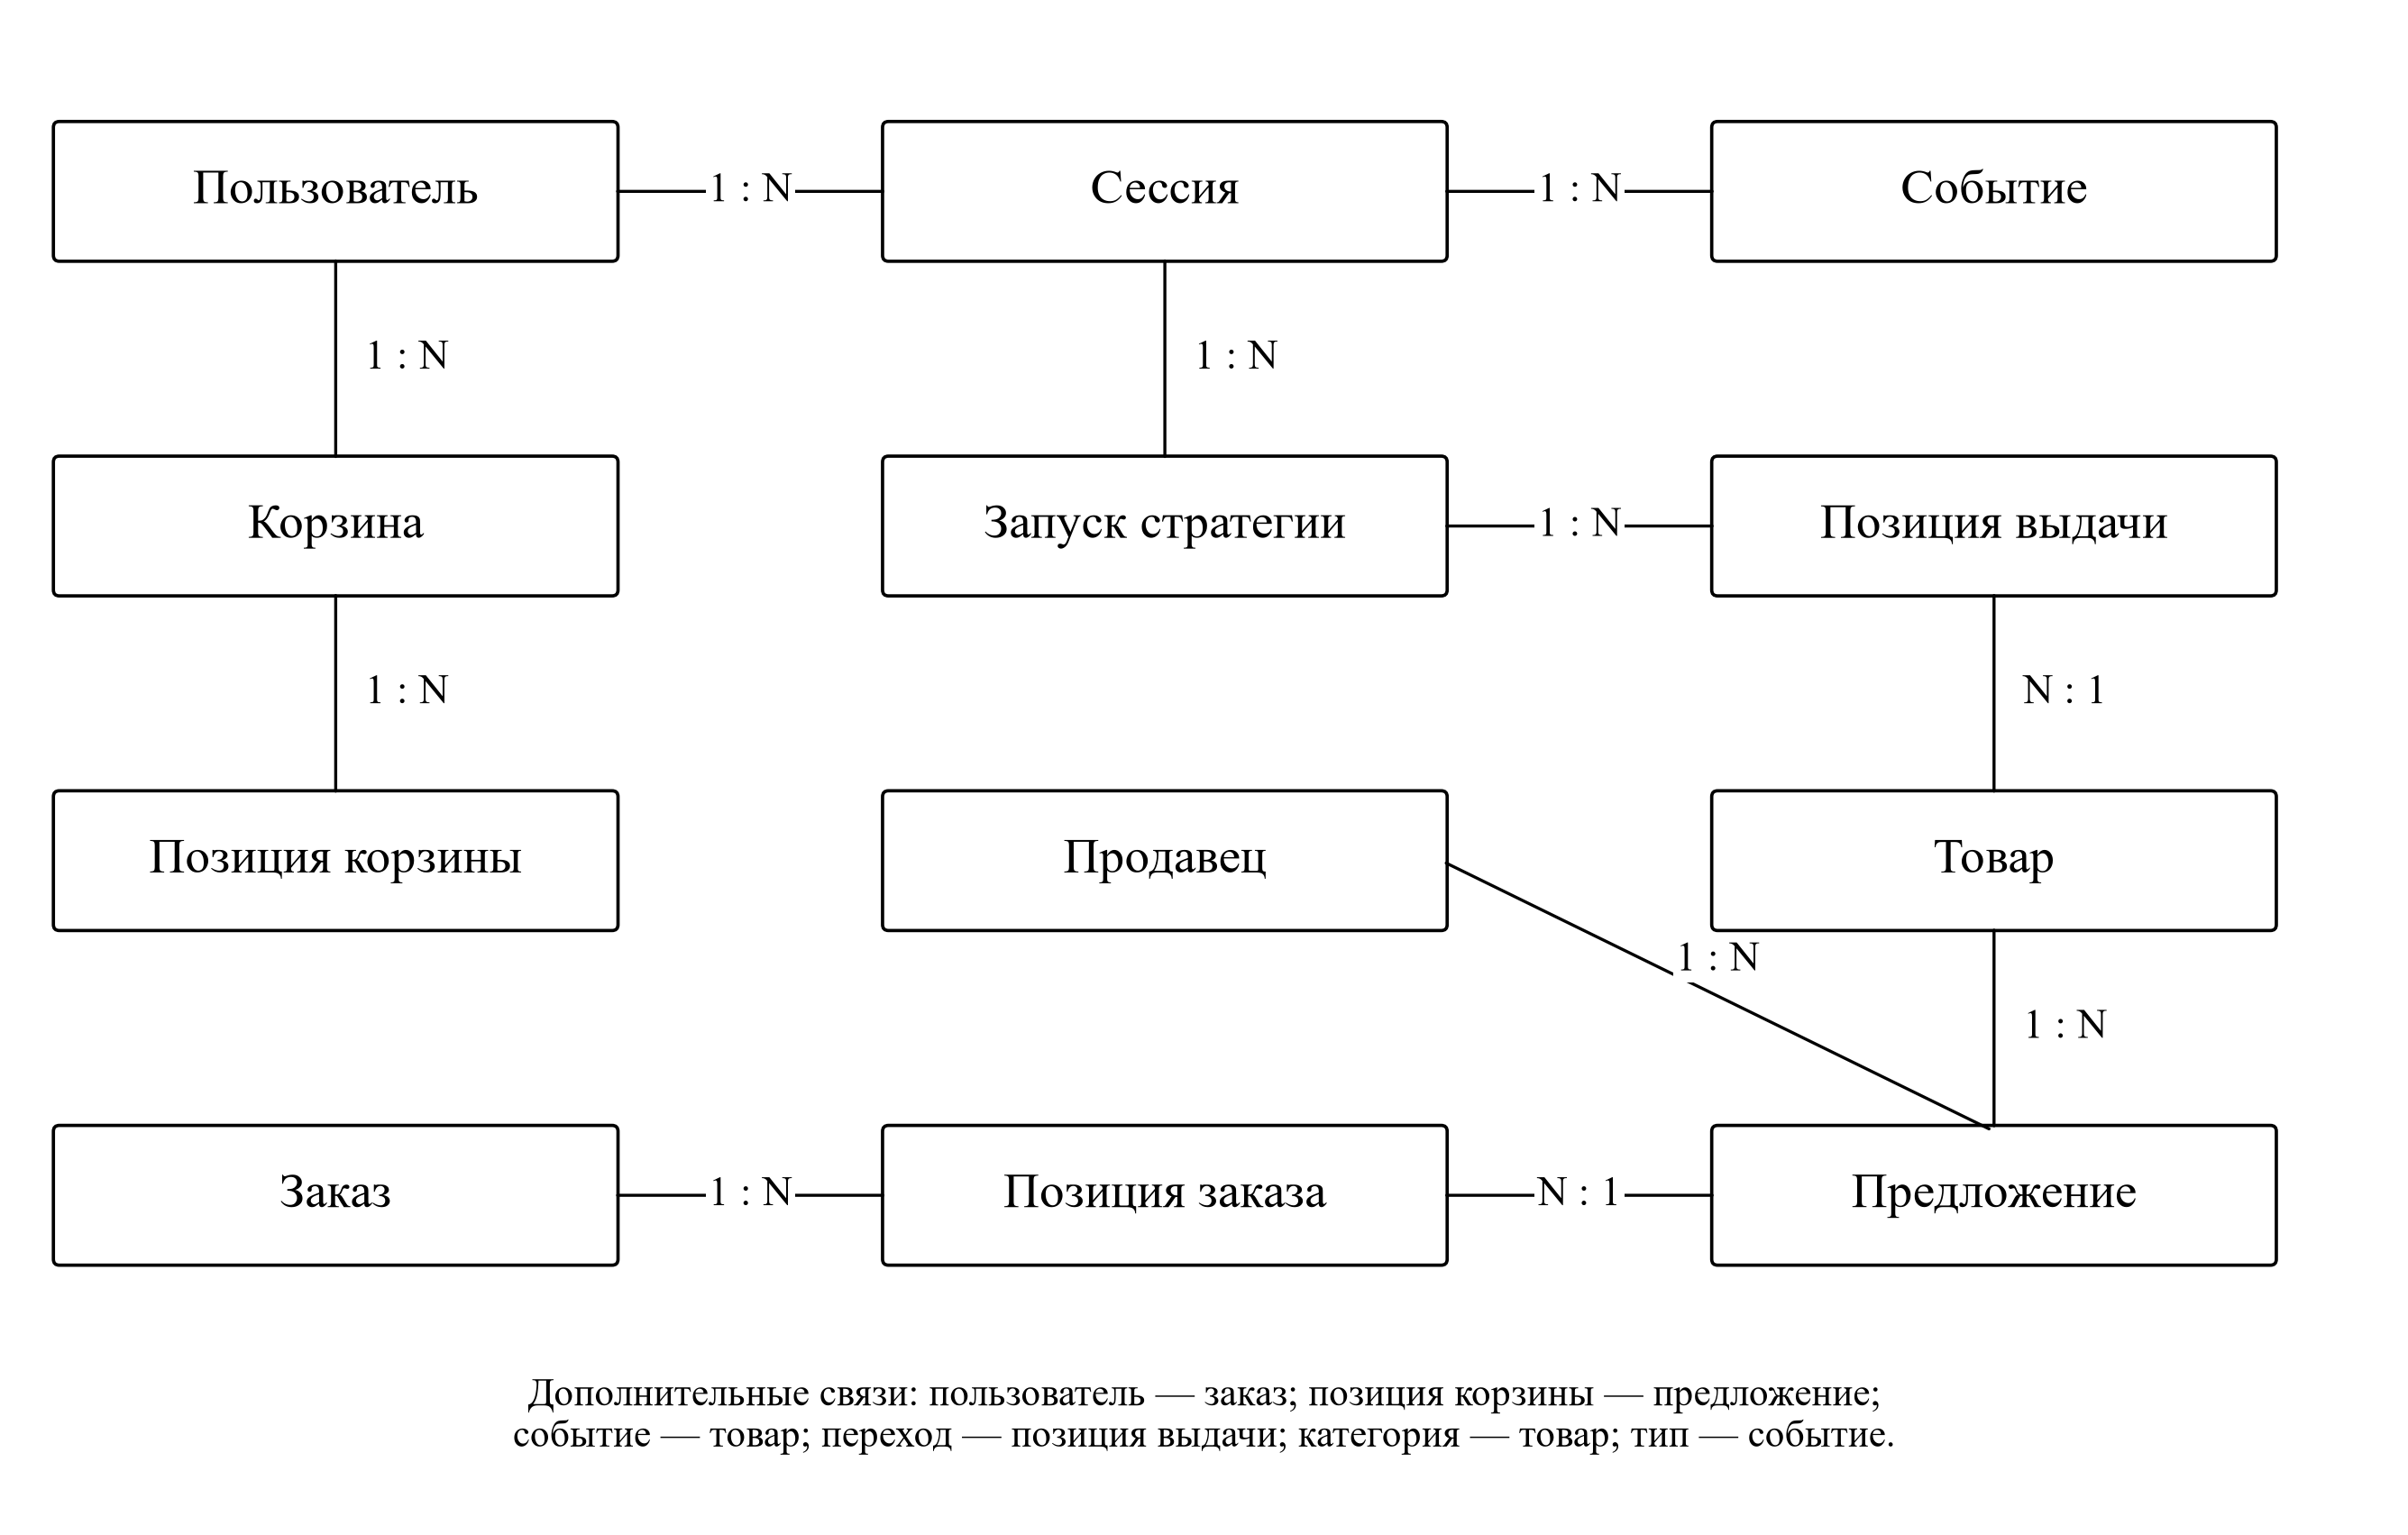 Пользователь
1 : N
Сессия
1 : N
Событие
1 : N
1 : N
Корзина
Запуск стратегии
1 : N
Позиция выдачи
1 : N
N : 1
Позиция корзины
Продавец
Товар
1 : N
1 : N
Заказ
1 : N
Позиция заказа
N : 1
Предложение
Дополнительные связи: пользователь — заказ; позиция корзины — предложение;
событие — товар; переход — позиция выдачи; категория — товар; тип — событие.